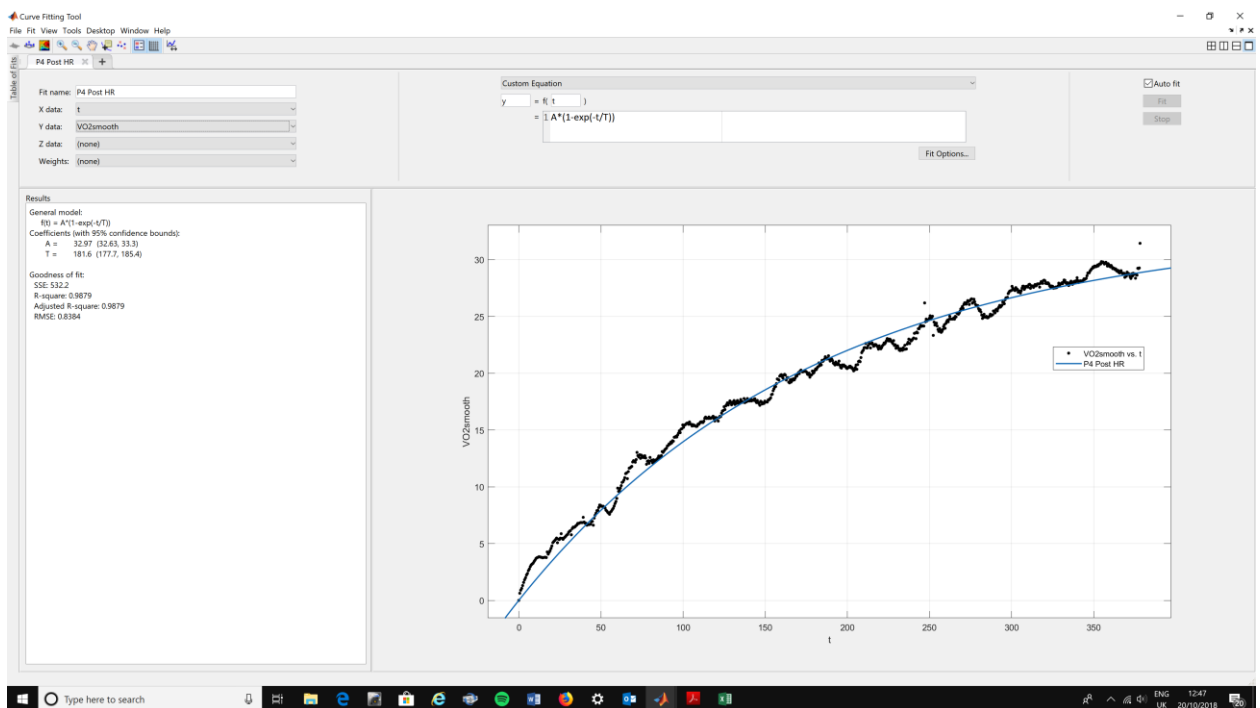 Curve Fitting Tool
File Fit View Tools Desktop Window Help
Table of Fits
P4 Post HR
Fit name: P4 Post HR
X data: t
Y data: VO2smooth
Z data: (none)
Weights: (none)
Custom Equation
y = f( t )
= 1 A*(1-exp(-t/T))
Fit Options...
Auto fit
Fit
Stop
Results
General model:
f(t) = A*(1-exp(-t/T))
Coefficients (with 95% confidence bounds):
A = 32.97 (32.63, 33.3)
T = 181.6 (177.7, 185.4)
Goodness of fit:
SSE: 532.2
R-square: 0.9879
Adjusted R-square: 0.9879
RMSE: 0.8384
VO2smooth
30
25
20
15
10
5
0
0 50 100 150 200 250 300 350
t
VO2smooth vs. t
P4 Post HR
Type here to search
ENG
UK
12:47
20/10/2018
20